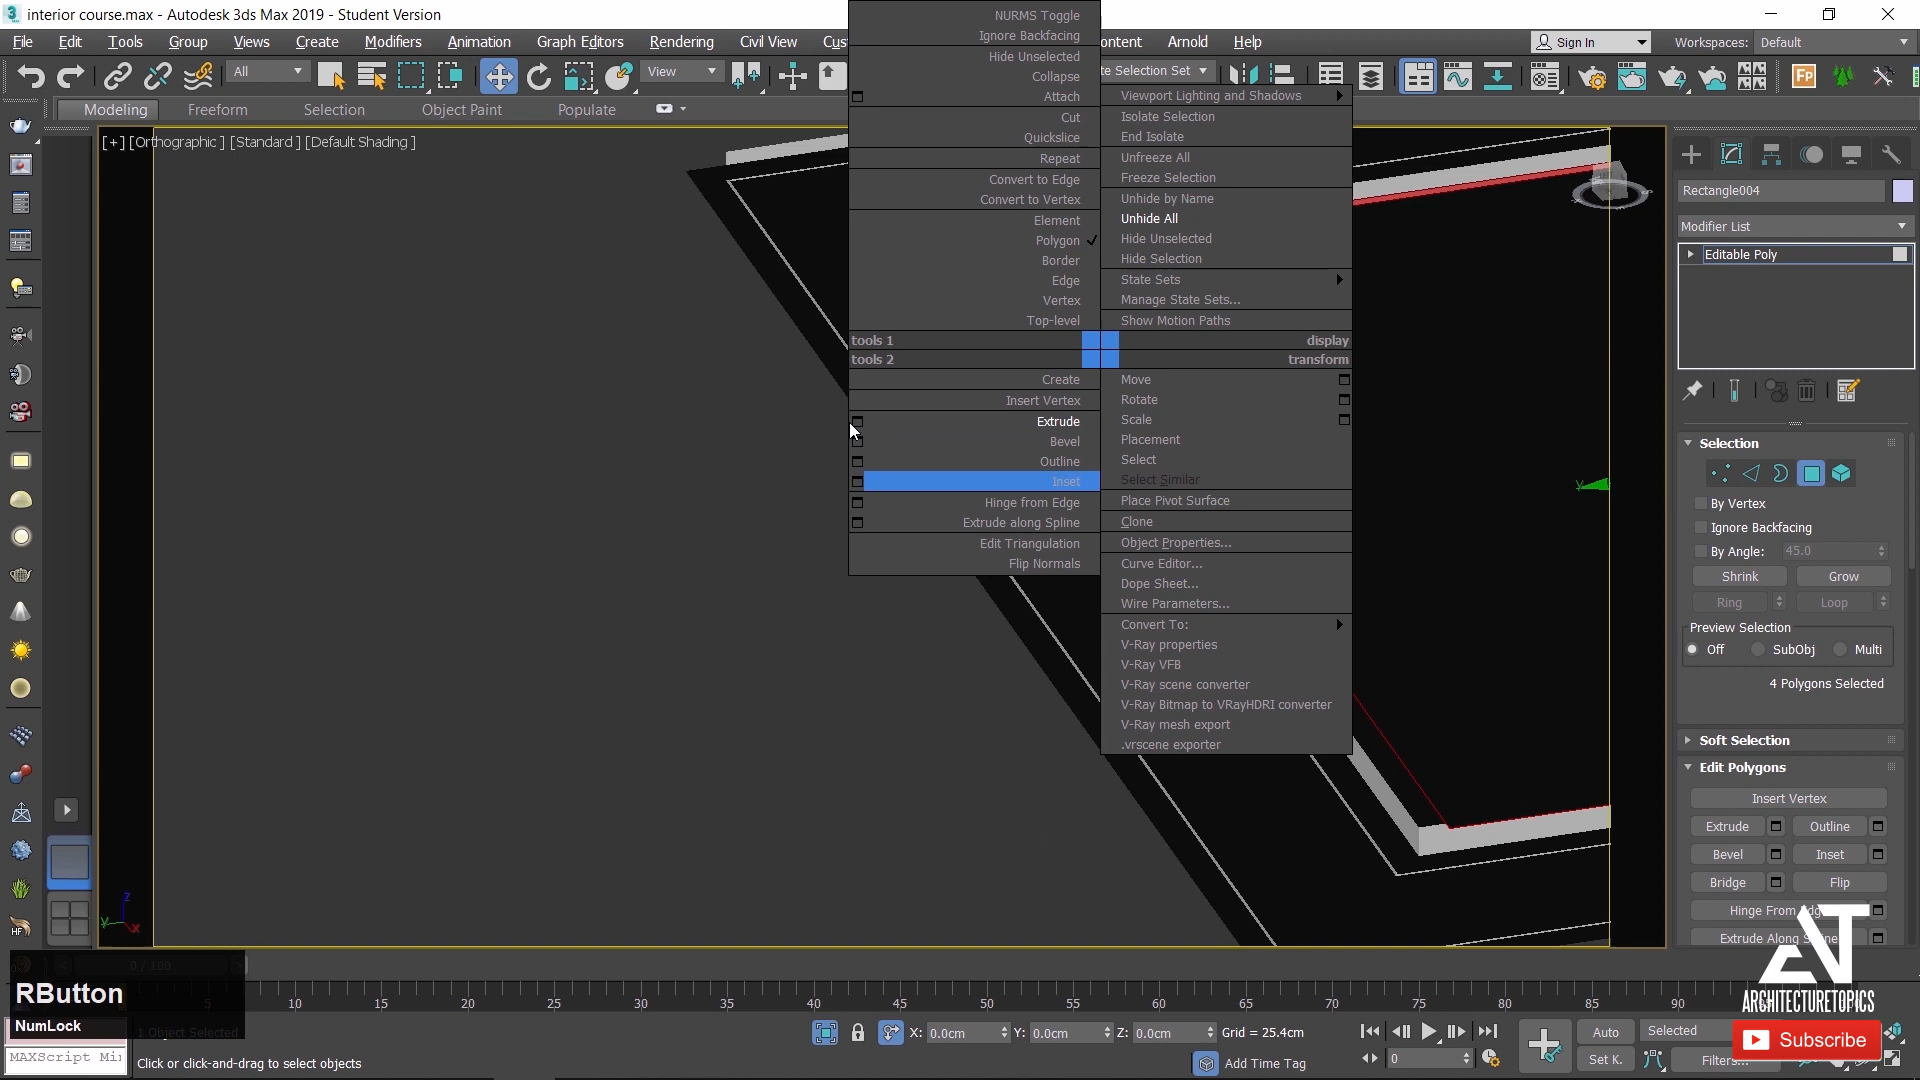 interior course.max - Autodesk 3ds Max 2019 - Student Version
File Edit Tools Group Views Create Modifiers Animation Graph Editors Rendering Civil View Cus ontent Arnold Help
Sign In Workspaces: Default
All View te Selection Set
Modeling Freeform Selection Object Paint Populate
[+] [Orthographic ] [Standard ] [Default Shading ]
NURMS Toggle
Ignore Backfacing
Hide Unselected
Collapse
Attach
Cut
Quickslice
Repeat
Convert to Edge
Convert to Vertex
Element
Polygon
Border
Edge
Vertex
Top-level
tools 1
tools 2
Create
Insert Vertex
Extrude
Bevel
Outline
Inset
Hinge from Edge
Extrude along Spline
Edit Triangulation
Flip Normals
Viewport Lighting and Shadows
Isolate Selection
End Isolate
Unfreeze All
Freeze Selection
Unhide by Name
Unhide All
Hide Unselected
Hide Selection
State Sets
Manage State Sets...
Show Motion Paths
display
transform
Move
Rotate
Scale
Placement
Select
Select Similar
Place Pivot Surface
Clone
Object Properties...
Curve Editor...
Dope Sheet...
Wire Parameters...
Convert To:
V-Ray properties
V-Ray VFB
V-Ray scene converter
V-Ray Bitmap to VRayHDRI converter
V-Ray mesh export
.vrscene exporter
Rectangle004
Modifier List
Editable Poly
Selection
By Vertex
Ignore Backfacing
By Angle: 45.0
Shrink Grow
Ring Loop
Preview Selection
Off SubObj Multi
4 Polygons Selected
Soft Selection
Edit Polygons
Insert Vertex
Extrude Outline
Bevel Inset
Bridge Flip
Hinge From Edge
Extrude Along Spline
ARCHITECTURETOPICS
Subscribe
z
y
x
HF
0 / 100
5 10 15 20 25 30 35 40 45 50 55 60 65 70 75 80 85 90
RButton
NumLock
1 Object Selected
MAXScript Mi
Click or click-and-drag to select objects
X: 0.0cm Y: 0.0cm Z: 0.0cm Grid = 25.4cm
Add Time Tag
0
Auto Selected
Set K. Filters...